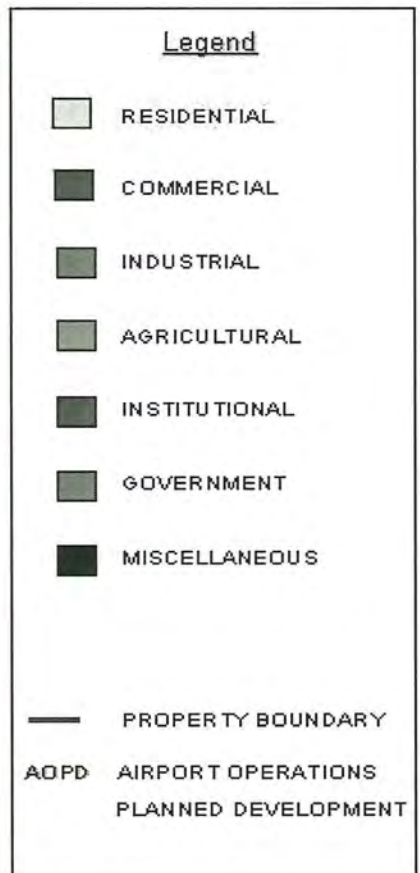 Legend
RESIDENTIAL
COMMERCIAL
INDUSTRIAL
AGRICULTURAL
INSTITUTIONAL
GOVERNMENT
MISCELLANEOUS
PROPERTY BOUNDARY
AOPD AIRPORT OPERATIONS
PLANNED DEVELOPMENT